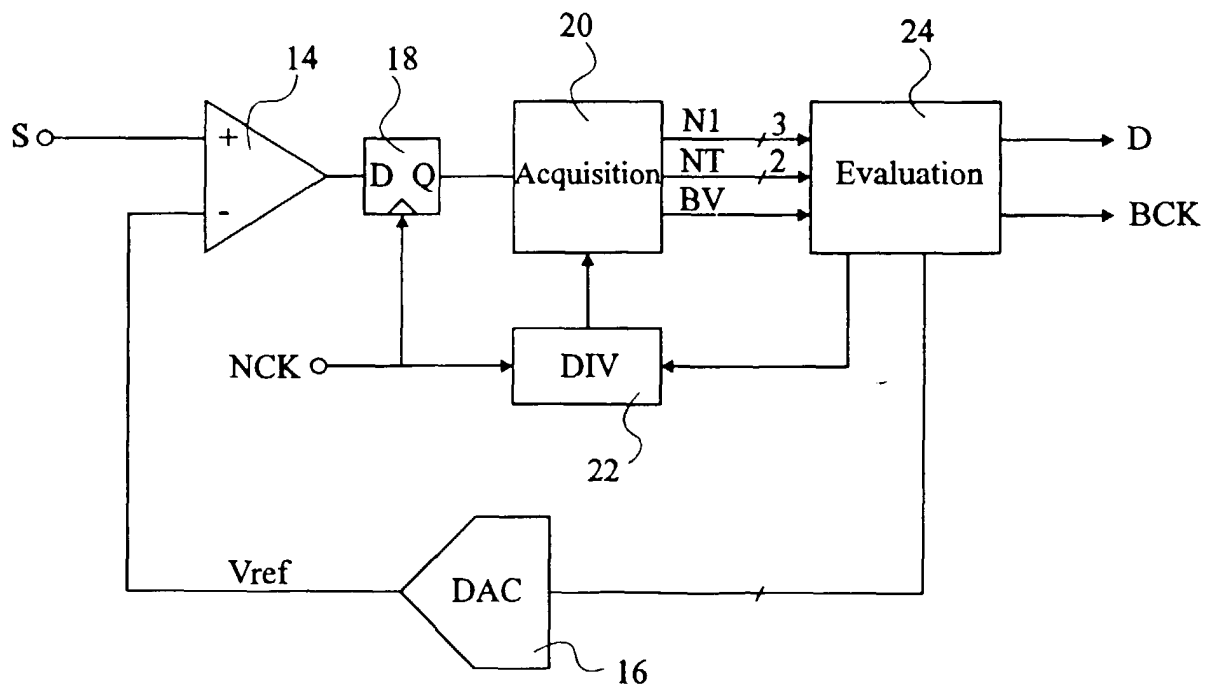 20
24
14
18
S
+
-
D Q
Acquisition
N1 3
NT 2
BV
Evaluation
D
BCK
NCK
DIV
22
Vref
DAC
16